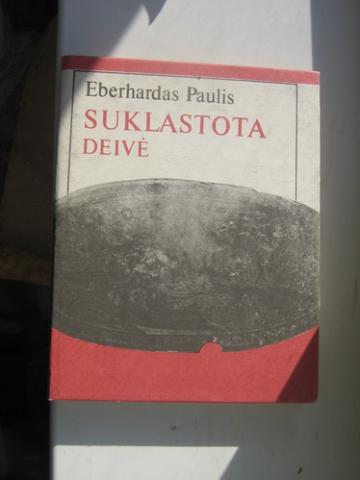 Eberhardas Paulis
SUKLASTOTA
DEIVĖ